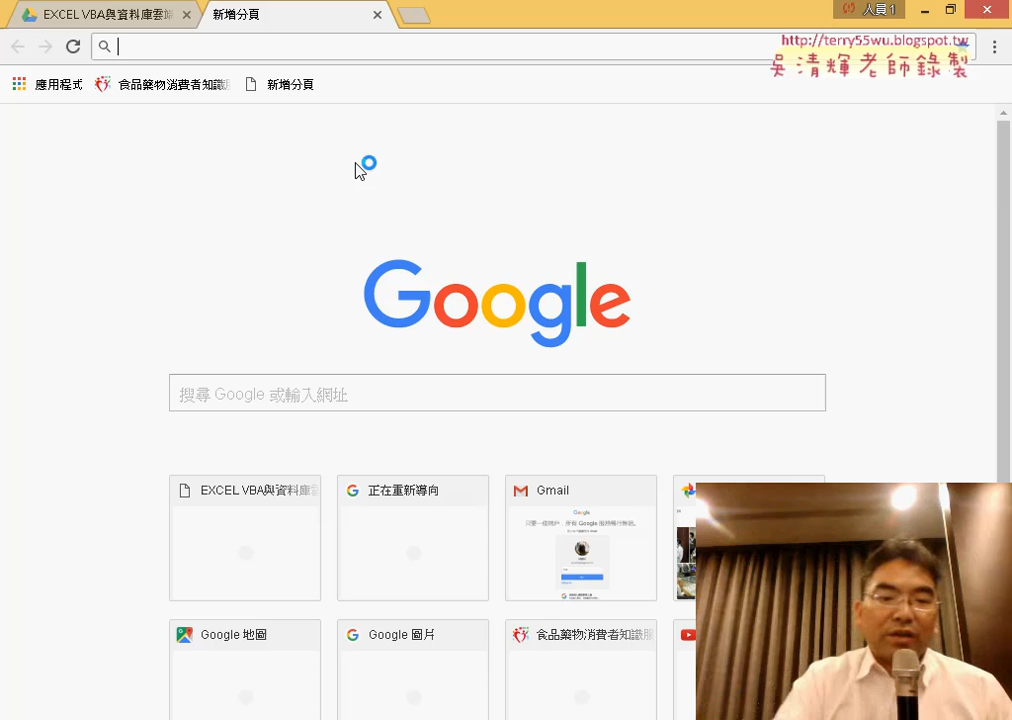 EXCEL VBA與資料庫雲端
新增分頁
人員 1
http://terry55wu.blogspot.tw
吳清輝老師錄製
應用程式
食品藥物消費者知識服
新增分頁
Google
搜尋 Google 或輸入網址
EXCEL VBA與資料庫雲
正在重新導向
Gmail
Google
Google 地圖
Google 圖片
食品藥物消費者知識服